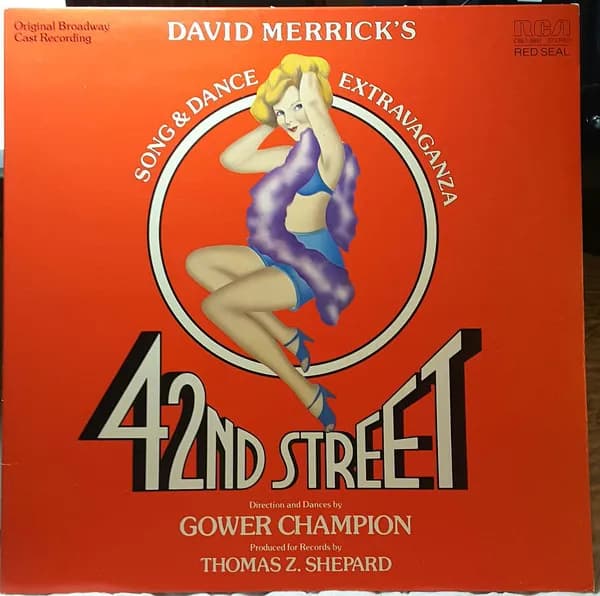 Original Broadway
Cast Recording
DAVID MERRICK'S
RCA
RED SEAL
SONG & DANCE
EXTRAVAGANZA
42ND STREET
Direction and Dances by
GOWER CHAMPION
Produced for Records by
THOMAS Z. SHEPARD